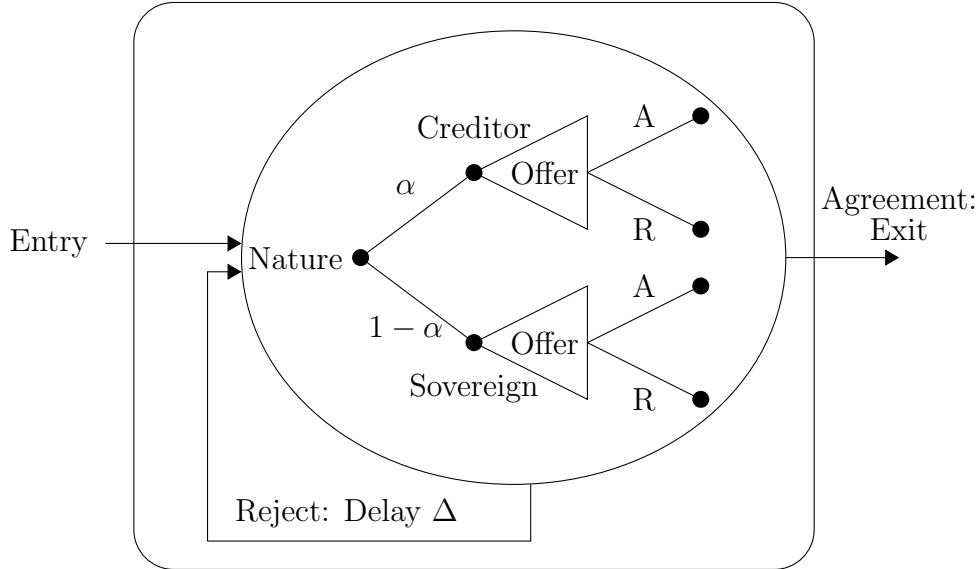 Creditor
A
Offer
α
R
Agreement:
Exit
Entry
Nature
A
1 − α
Offer
Sovereign
R
Reject: Delay Δ